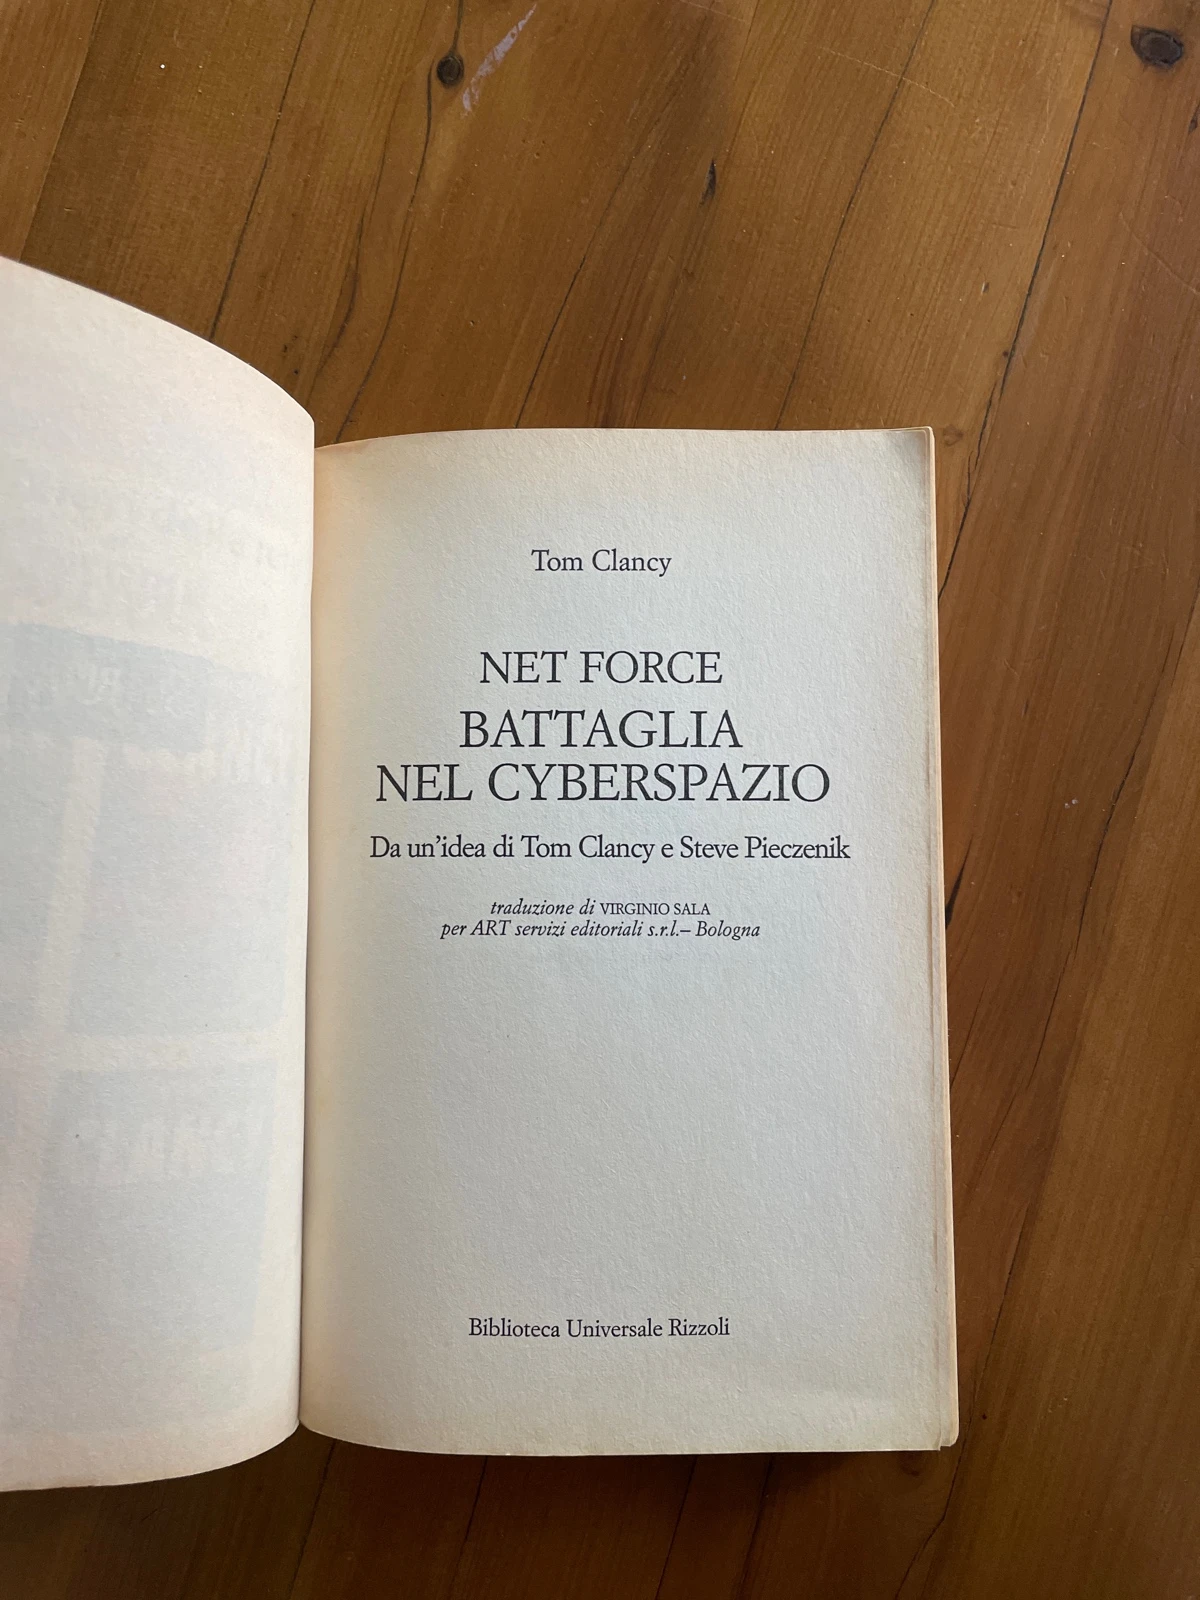 Tom Clancy
NET FORCE
BATTAGLIA
NEL CYBERSPAZIO
Da un'idea di Tom Clancy e Steve Pieczenik
traduzione di VIRGINIO SALA
per ART servizi editoriali s.r.l.– Bologna
Biblioteca Universale Rizzoli